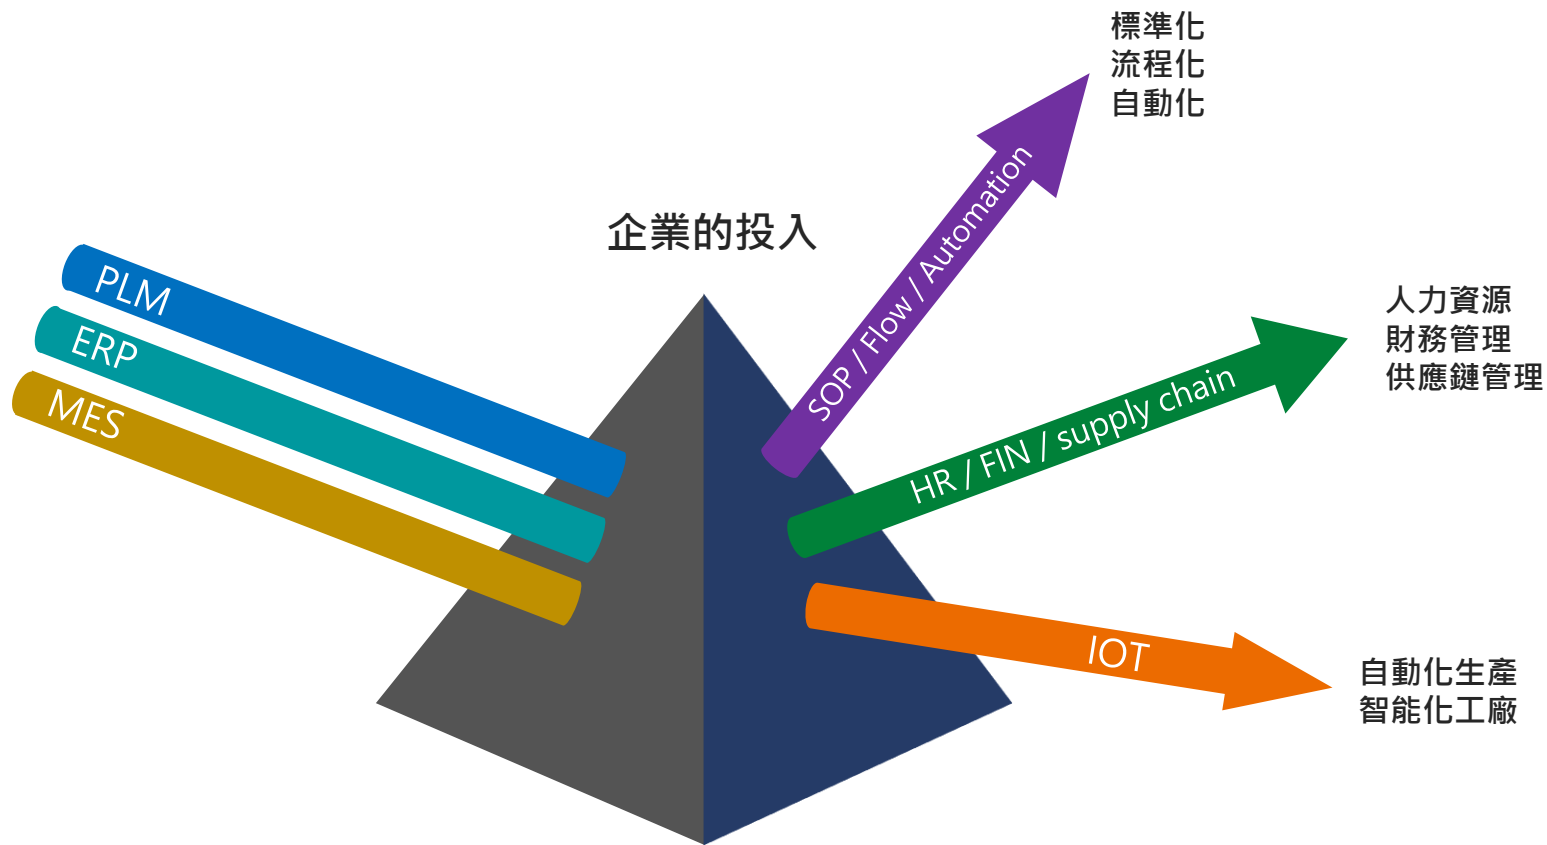 標準化
流程化
自動化
企業的投入
SOP / Flow / Automation
PLM
ERP
MES
人力資源
財務管理
供應鏈管理
HR / FIN / supply chain
IOT
自動化生產
智能化工廠